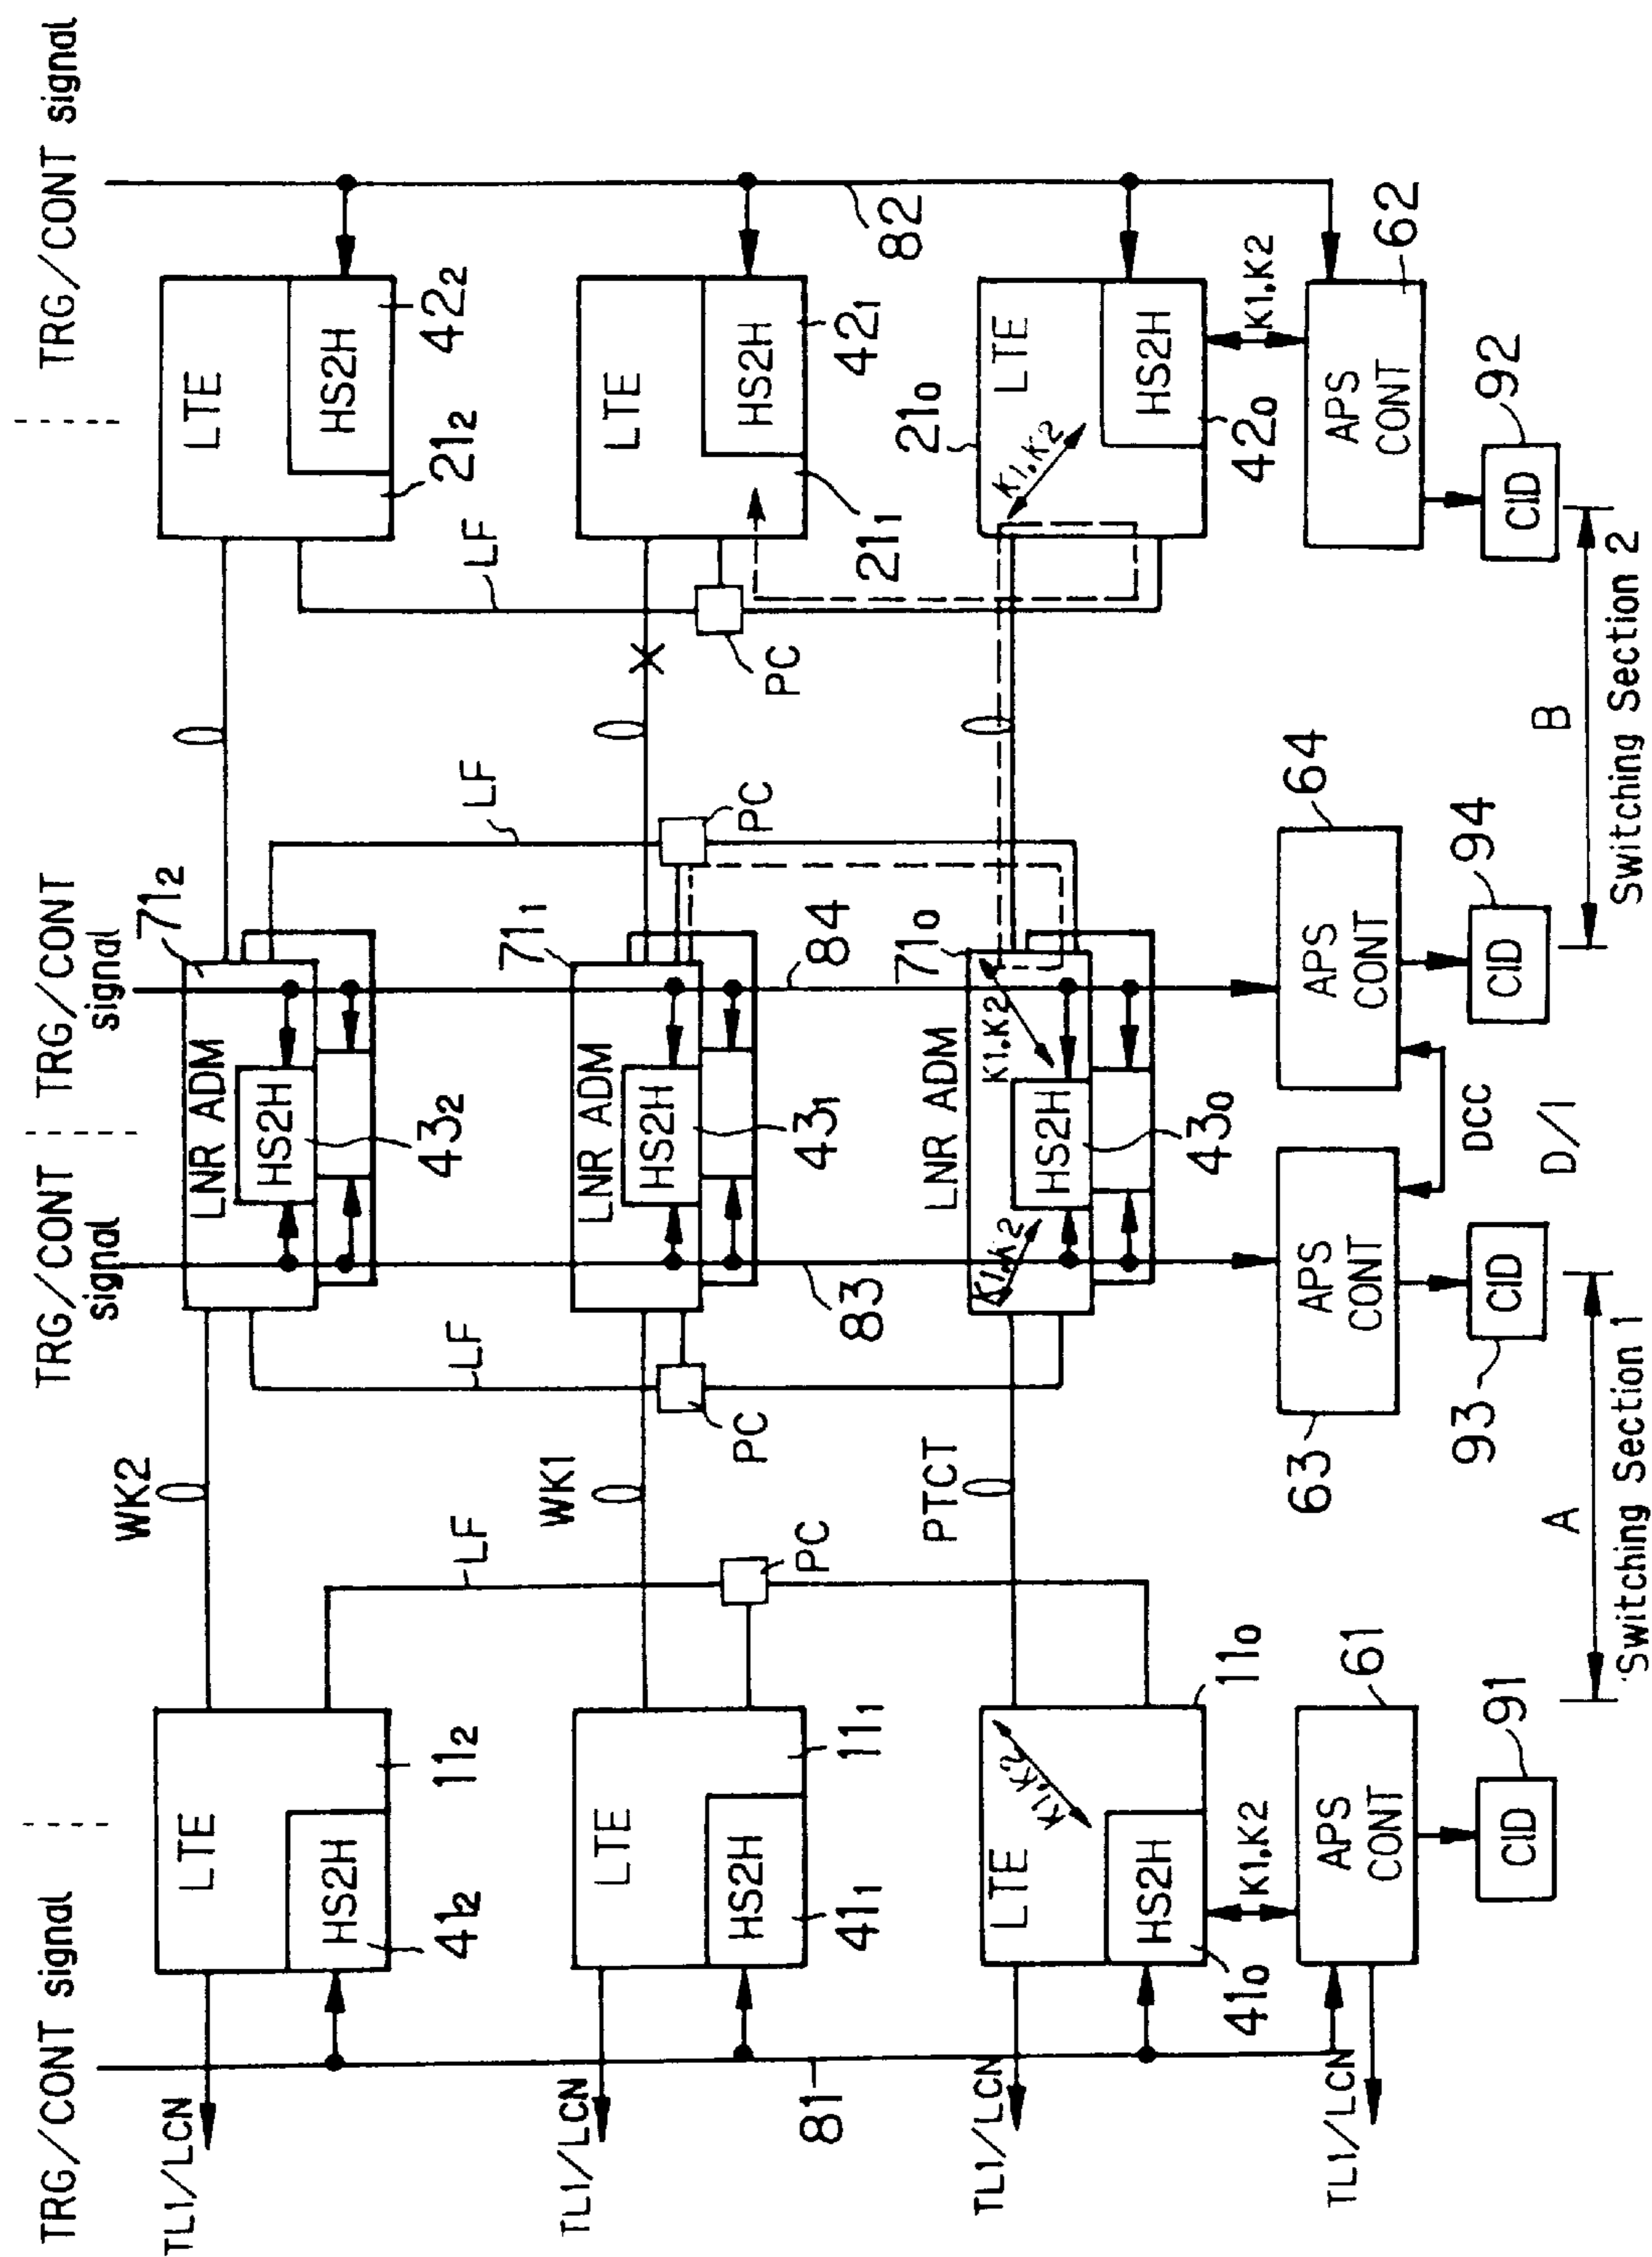 TRG/CONT signal
TRG/CONT signal
TRG/CONT signal
TRG/CONT signal
TL1/LCN
LTE
HS2H
41₂
11₂
WK2
LF
LF
LNR ADM
HS2H
43₂
71₂
LF
LF
LTE
HS2H
21₂
42₂
TL1/LCN
LTE
HS2H
41₁
11₁
WK1
PC
PC
LNR ADM
HS2H
43₁
71₁
PC
PC
LTE
HS2H
21₁
42₁
81
83
84
82
TL1/LCN
LTE
K1,K2
HS2H
41₀
11₀
PTCT
LNR ADM
K1,K2
HS2H
K1,K2
43₀
71₀
LTE
K1,K2
HS2H
21₀
42₀
K1,K2
K1,K2
TL1/LCN
APS CONT
61
63
APS CONT
DCC
APS CONT
64
APS CONT
62
CID
91
93
CID
D/I
CID
94
CID
92
A
B
Switching Section 1
Switching Section 2